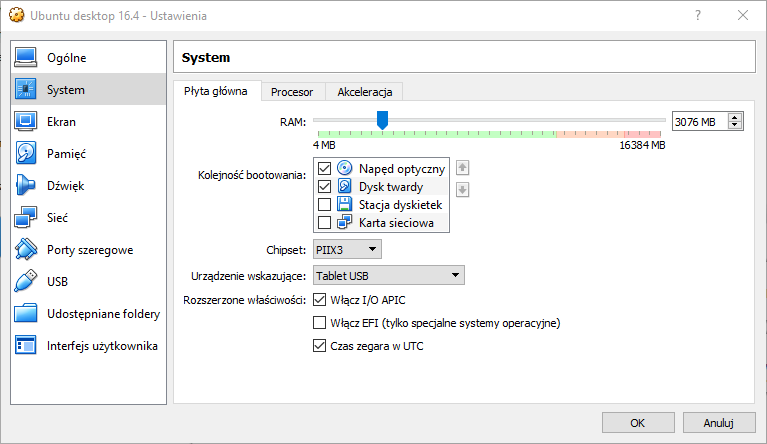 Ubuntu desktop 16.4 - Ustawienia
Ogólne
System
Ekran
Pamięć
Dźwięk
Sieć
Porty szeregowe
USB
Udostępniane foldery
Interfejs użytkownika
System
Płyta główna Procesor Akceleracja
RAM: 3076 MB
4 MB 16384 MB
Kolejność bootowania: Napęd optyczny
Dysk twardy
Stacja dyskietek
Karta sieciowa
Chipset: PIIX3
Urządzenie wskazujące: Tablet USB
Rozszerzone właściwości: Włącz I/O APIC
Włącz EFI (tylko specjalne systemy operacyjne)
Czas zegara w UTC
OK Anuluj